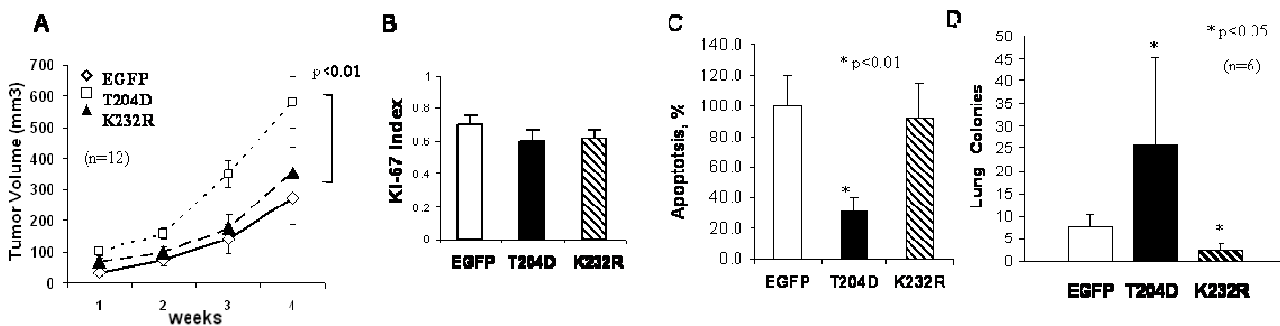 A
Tumor Volume (mm3)
700
600
500
400
300
200
100
0
EGFP
T204D
K232R
(n=12)
p<0.01
1 2 3 4
weeks
B
KI-67 Index
1
0.8
0.6
0.4
0.2
0
EGFP T204D K232R
C
Apoptotsis, %
140.0
120.0
100.0
80.0
60.0
40.0
20.0
0.0
* p<0.01
*
EGFP T204D K232R
D
Lung Colonies
50
45
40
35
30
25
20
15
10
5
0
* p<0.05
(n=6)
*
*
EGFP T204D K232R